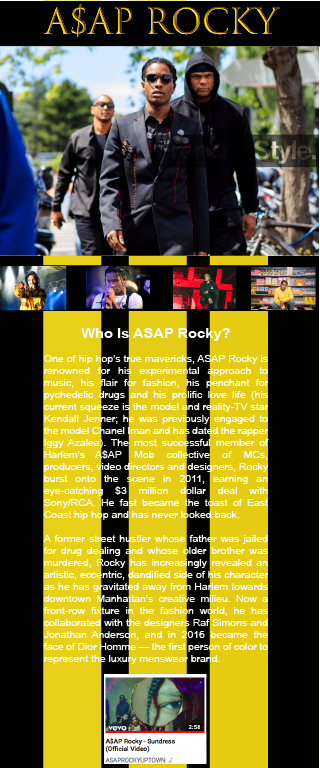 A$AP ROCKY
Style.
Who Is ASAP Rocky?
One of hip hop's true mavericks, ASAP Rocky is
renowned for his experimental approach to
music, his flair for fashion, his penchant for
pychedelic drugs and his prolific love life (his
current squeeze is the model and reality-TV star
Kendall Jenner; he was previously engaged to
the model Chanel Iman and has dated the rapper
Iggy Azalea). The most successful member of
Harlem's A$AP Mob collective of MCs,
producers, video directors and designers, Rocky
burst onto the scene in 2011, earning an
eye-catching $3 million dollar deal with
Sony/RCA. He fast became the toast of East
Coast hip hop and has never looked back.
A former street hustler whose father was jailed
for drug dealing and whose older brother was
murdered, Rocky has increasingly revealed an
artistic, eccentric, dandified side of his character
as he has gravitated away from Harlem towards
downtown Manhattan's creative milieu. Now a
front-row fixture in the fashion world, he has
collaborated with the designers Raf Simons and
Jonathan Anderson, and in 2016 became the
face of Dior Homme — the first person of color to
represent the luxury menswear brand.
vevo
2:58
A$AP Rocky - Sundress
(Official Video)
ASAPROCKYUPTOWN ♪